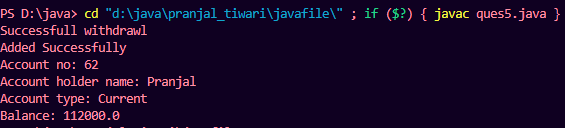 PS D:\java> cd "d:\java\pranjal_tiwari\javafile\" ; if ($?) { javac ques5.java }
Successfull withdrawl
Added Successfully
Account no: 62
Account holder name: Pranjal
Account type: Current
Balance: 112000.0